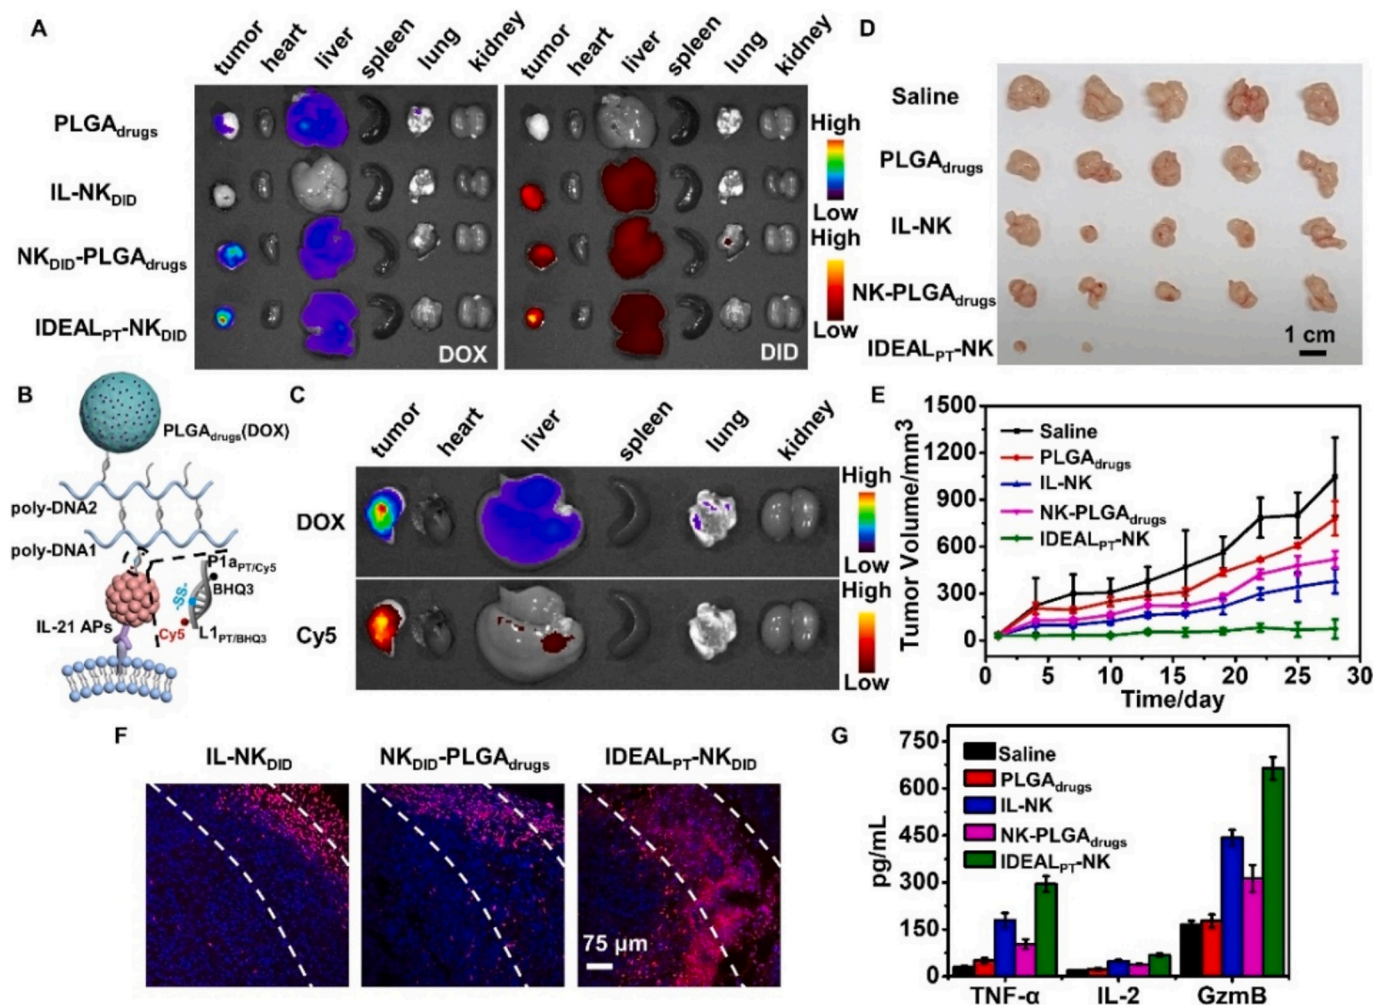 A
tumor heart liver spleen lung kidney
tumor heart liver spleen lung kidney
PLGAdrugs
IL-NKDID
NKDID-PLGAdrugs
IDEALPT-NKDID
DOX
DID
High
Low
High
Low
D
Saline
PLGAdrugs
IL-NK
NK-PLGAdrugs
IDEALPT-NK
1 cm
B
PLGAdrugs(DOX)
poly-DNA2
poly-DNA1
P1aPT/Cy5
BHQ3
-SS-
IL-21 APs
Cy5
L1PT/BHQ3
C
tumor heart liver spleen lung kidney
DOX
High
Low
Cy5
High
Low
E
Tumor Volume/mm3
1500
1200
900
600
300
0
Saline
PLGAdrugs
IL-NK
NK-PLGAdrugs
IDEALPT-NK
0 5 10 15 20 25 30
Time/day
F
IL-NKDID
NKDID-PLGAdrugs
IDEALPT-NKDID
75 μm
G
pg/mL
750
600
450
300
150
0
Saline
PLGAdrugs
IL-NK
NK-PLGAdrugs
IDEALPT-NK
TNF-α IL-2 GzmB